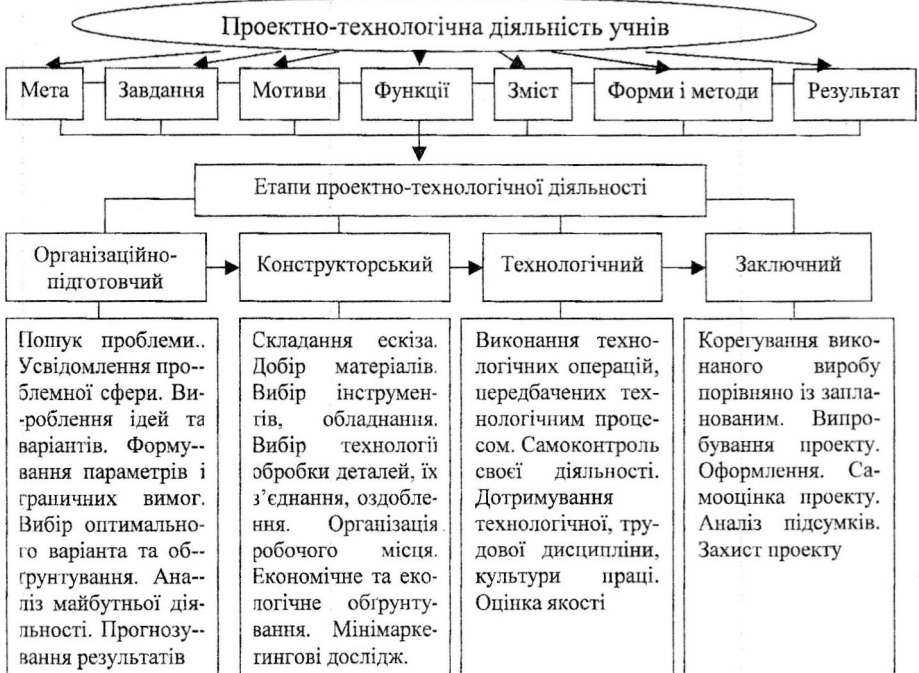 Проектно-технологічна діяльність учнів
Мета
Завдання
Мотиви
Функції
Зміст
Форми і методи
Результат
Етапи проектно-технологічної діяльності
Організаційно-
підготовчий
Конструкторський
Технологічний
Заключний
Пошук проблеми..
Усвідомлення про--
блемної сфери. Ви-
-роблення ідей та
варіантів. Форму--
вання параметрів і
граничних вимог.
Вибір оптимально-
го варіанта та об--
ґрунтування. Ана--
ліз майбутньої дія-
льності. Прогнозу--
вання результатів
Складання ескіза.
Добір матеріалів.
Вибір інструмен-
тів, обладнання.
Вибір технології
обробки деталей, їх
з’єднання, оздобле-
ння. Організація
робочого місця.
Економічне та еко-
логічне обґрунту-
вання. Мінімарке-
тингові дослідж.
Виконання техно-
логічних операцій,
передбачених тех-
нологічним проце-
сом. Самоконтроль
своєї діяльності.
Дотримування
технологічної, тру-
дової дисципліни,
культури праці.
Оцінка якості
Корегування вико-
наного виробу
порівняно із запла-
нованим. Випро-
бування проекту.
Оформлення. Са-
мооцінка проекту.
Аналіз підсумків.
Захист проекту